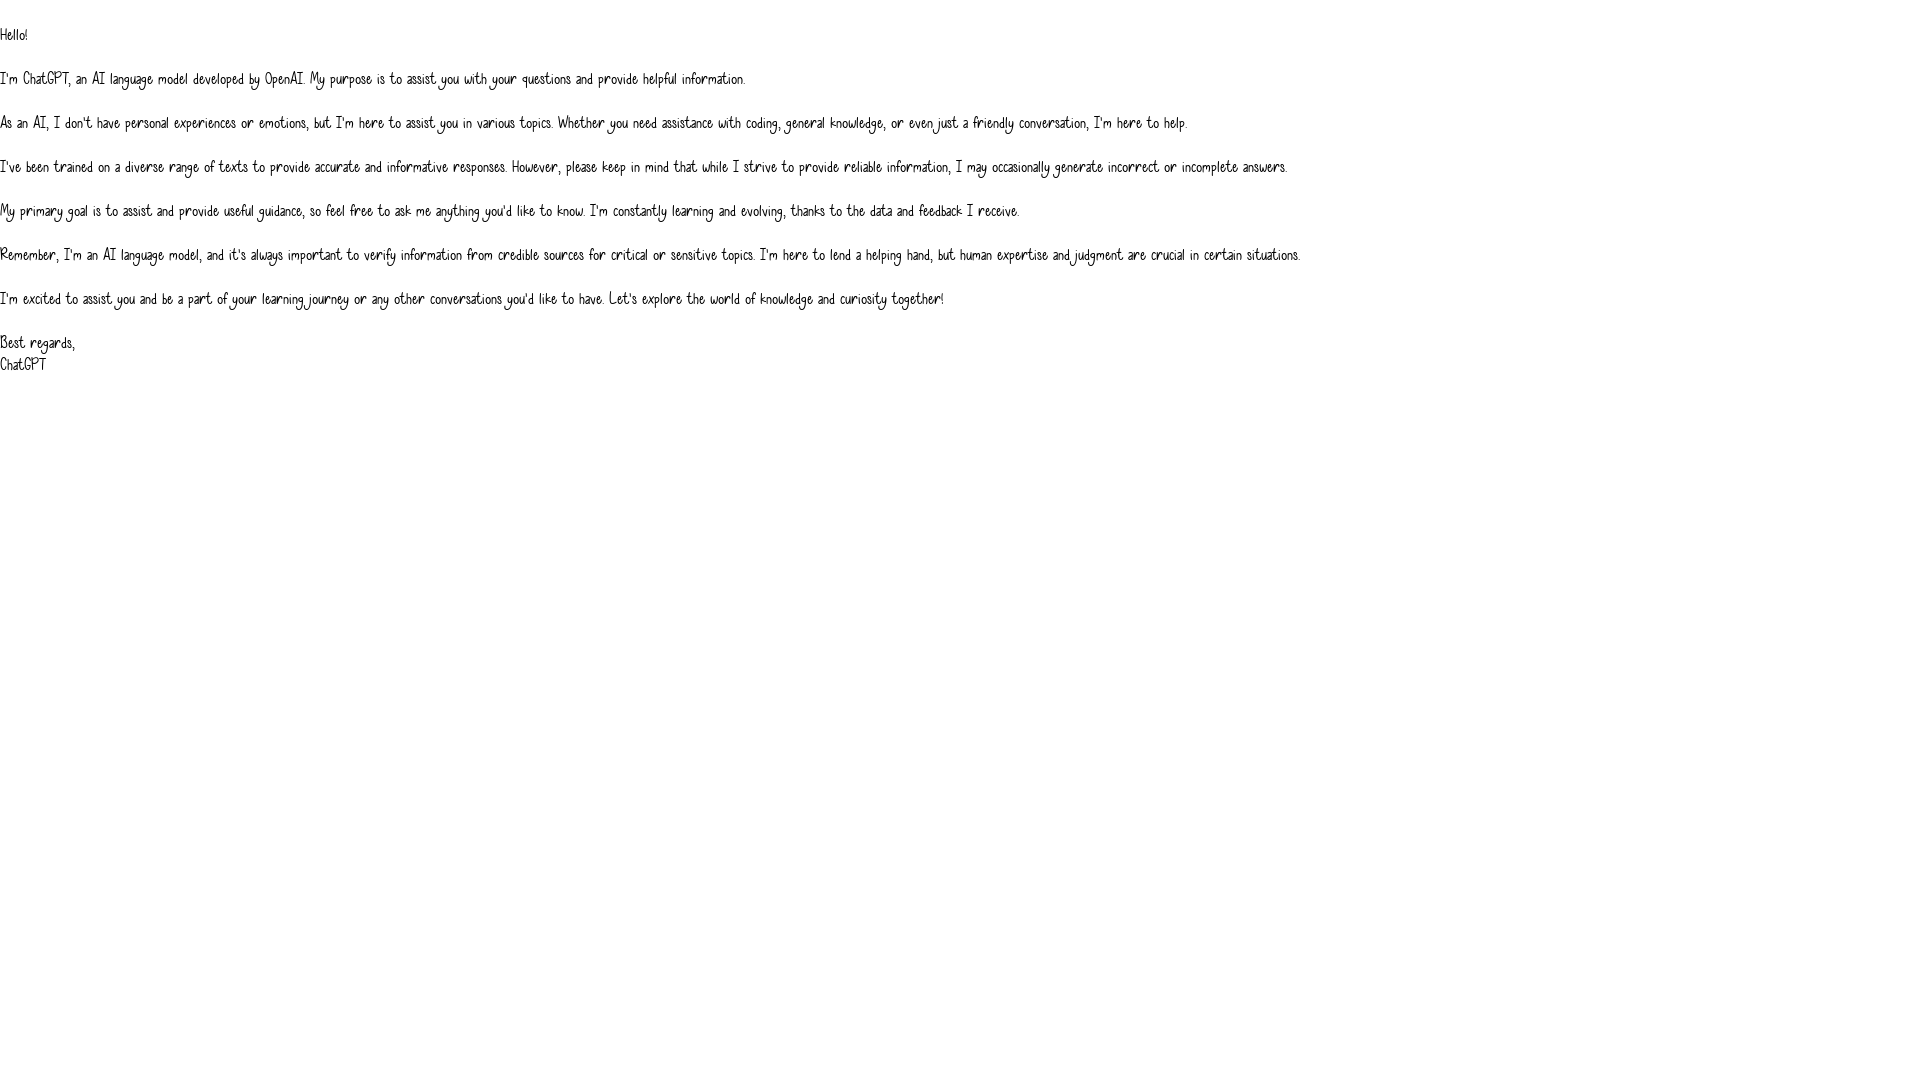 Hello!
I'm ChatGPT, an AI language model developed by OpenAI. My purpose is to assist you with your questions and provide helpful information.
As an AI, I don't have personal experiences or emotions, but I'm here to assist you in various topics. Whether you need assistance with coding, general knowledge, or even just a friendly conversation, I'm here to help.
I've been trained on a diverse range of texts to provide accurate and informative responses. However, please keep in mind that while I strive to provide reliable information, I may occasionally generate incorrect or incomplete answers.
My primary goal is to assist and provide useful guidance, so feel free to ask me anything you'd like to know. I'm constantly learning and evolving, thanks to the data and feedback I receive.
Remember, I'm an AI language model, and it's always important to verify information from credible sources for critical or sensitive topics. I'm here to lend a helping hand, but human expertise and judgment are crucial in certain situations.
I'm excited to assist you and be a part of your learning journey or any other conversations you'd like to have. Let's explore the world of knowledge and curiosity together!
Best regards,
ChatGPT